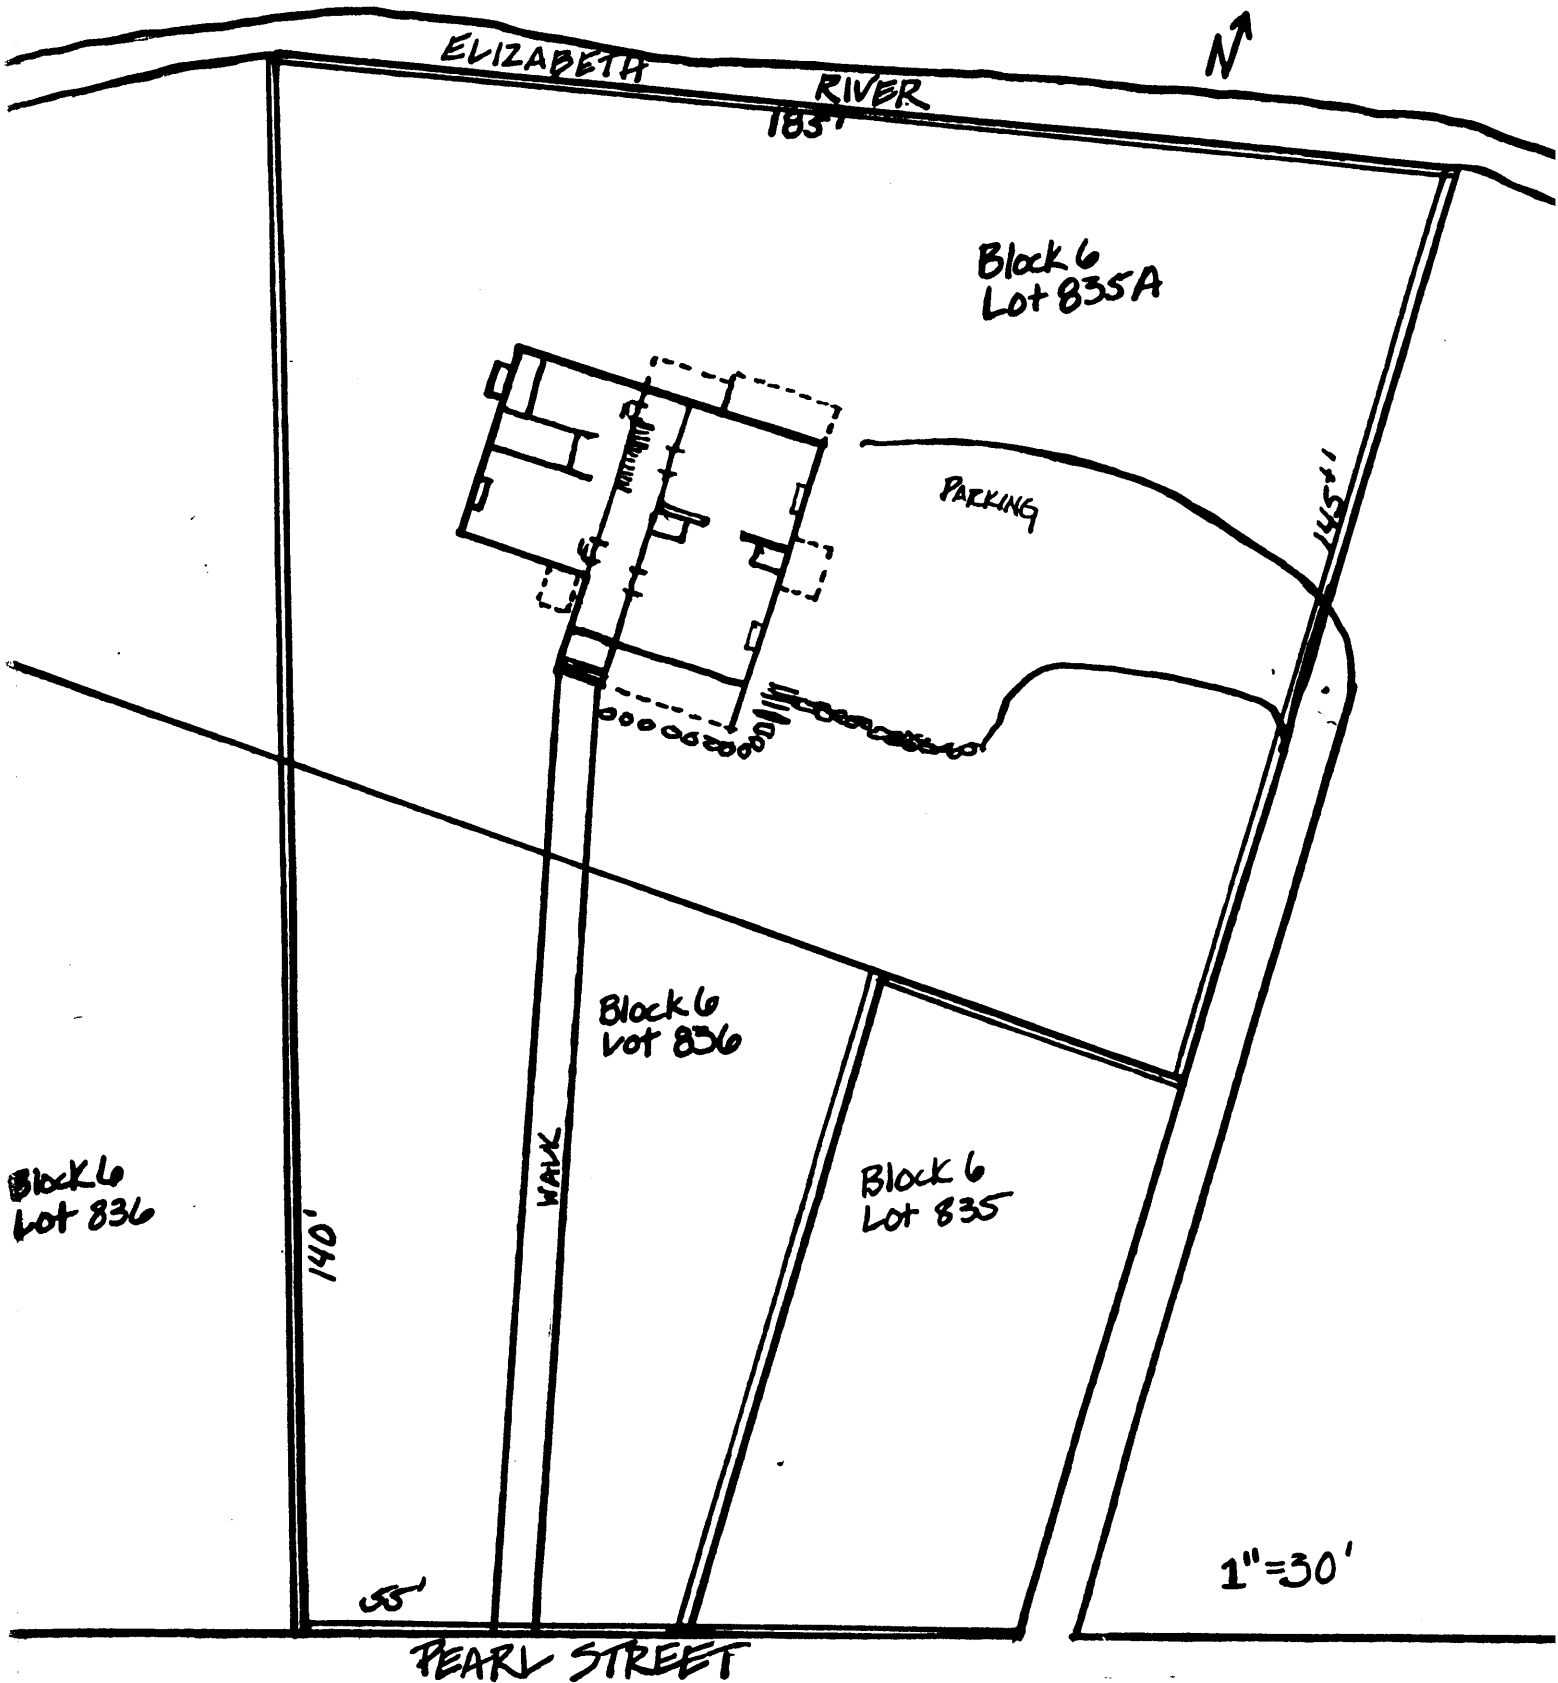 N
ELIZABETH RIVER
183'
Block 6
Lot 835A
PARKING
145'±'
Block 6
Lot 836
WALK
Block 6
Lot 836
Block 6
Lot 835
140'
1"=30'
55'
PEARL STREET